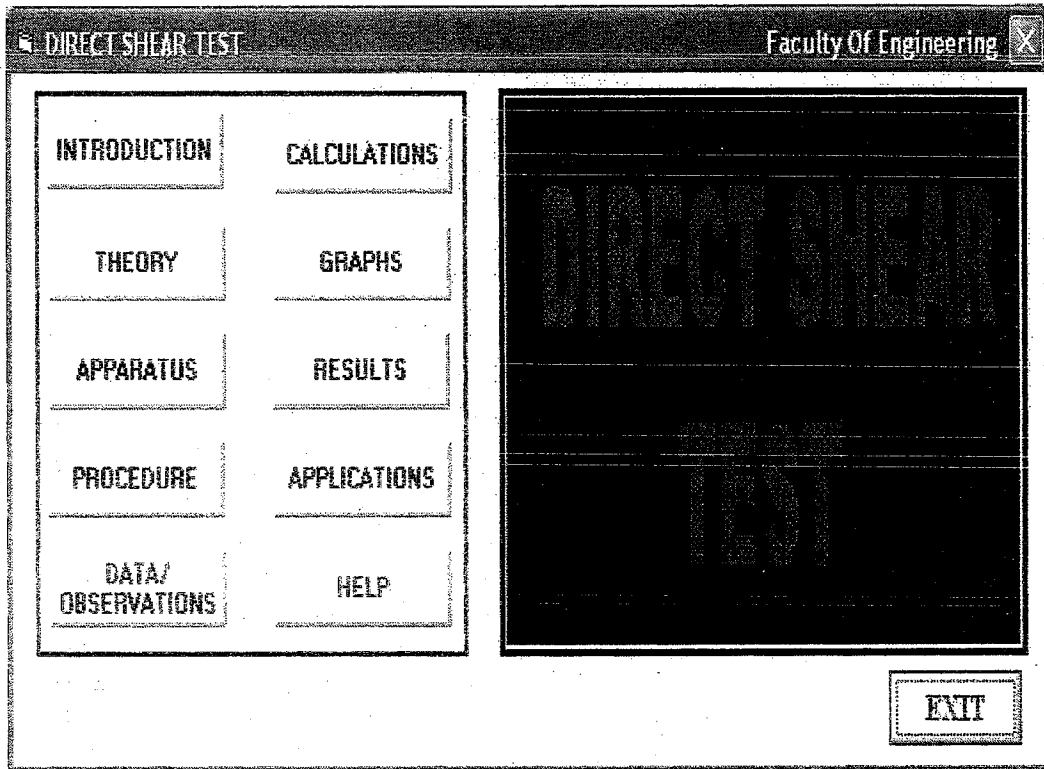 DIRECT SHEAR TEST
Faculty Of Engineering
INTRODUCTION
CALCULATIONS
THEORY
GRAPHS
APPARATUS
RESULTS
PROCEDURE
APPLICATIONS
DATA/
OBSERVATIONS
HELP
DIRECT SHEAR
TEST
EXIT